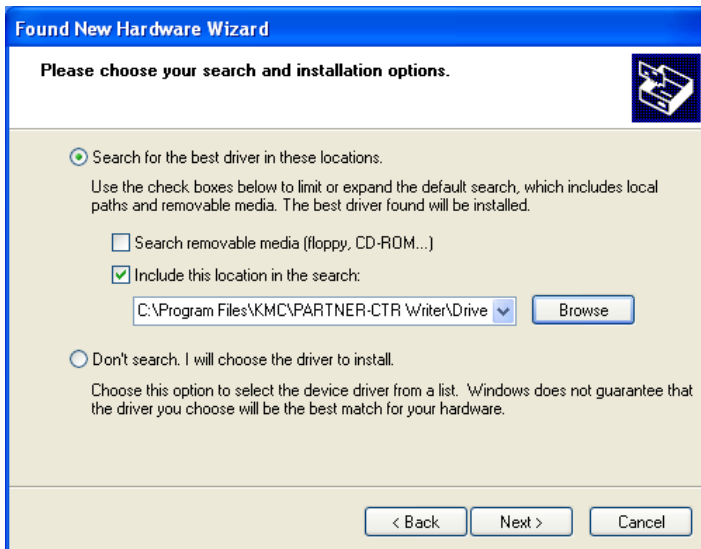 Found New Hardware Wizard
Please choose your search and installation options.
Search for the best driver in these locations.
Use the check boxes below to limit or expand the default search, which includes local
paths and removable media. The best driver found will be installed.
Search removable media (floppy, CD-ROM...)
Include this location in the search:
C:\Program Files\KMC\PARTNER-CTR Writer\Drive
Browse
Don't search. I will choose the driver to install.
Choose this option to select the device driver from a list. Windows does not guarantee that
the driver you choose will be the best match for your hardware.
< Back Next > Cancel